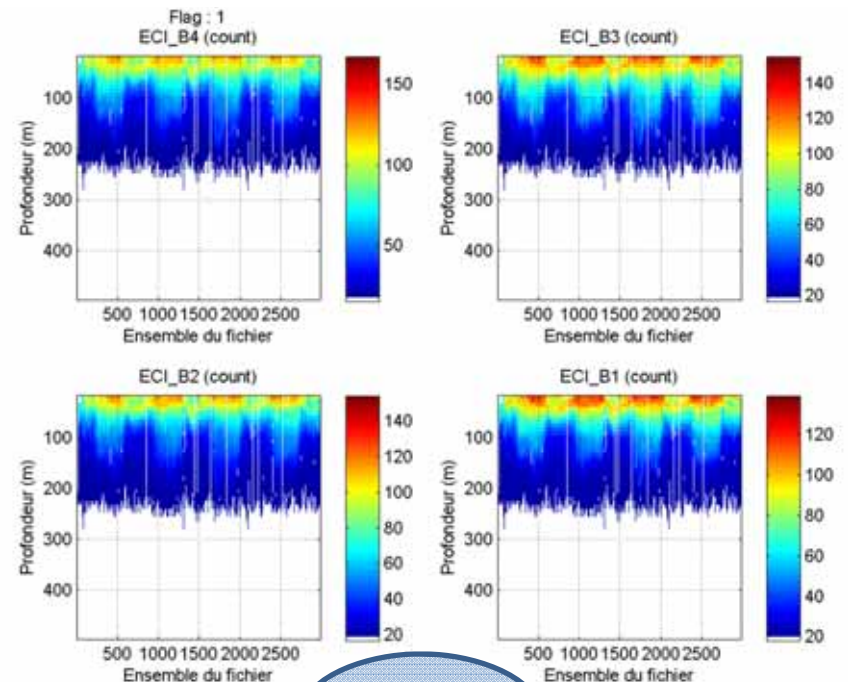 Flag : 1
ECI_B4 (count)
Profondeur (m)
100
200
300
400
500 1000 1500 2000 2500
Ensemble du fichier
150
100
50
ECI_B3 (count)
Profondeur (m)
100
200
300
400
500 1000 1500 2000 2500
Ensemble du fichier
140
120
100
80
60
40
20
ECI_B2 (count)
Profondeur (m)
100
200
300
400
500 1000 1500 2000 2500
Ensemble du fichier
140
120
100
80
60
40
20
ECI_B1 (count)
Profondeur (m)
100
200
300
400
500 1000 1500 2000 2500
Ensemble du fichier
120
100
80
60
40
20